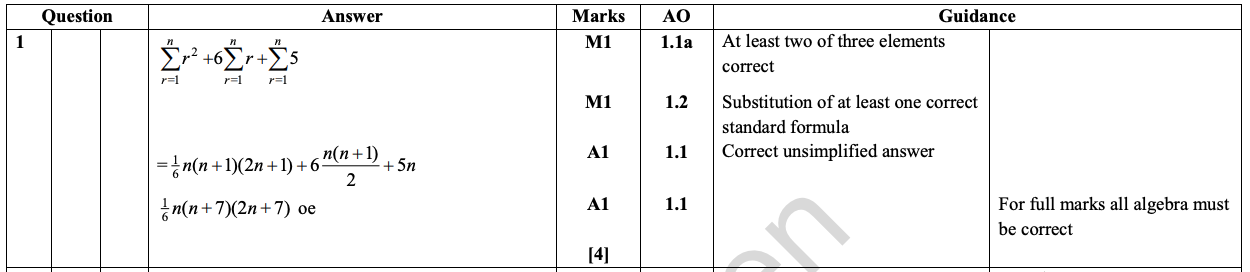 Question Answer Marks AO Guidance
1 $\sum_{r=1}^{n} r^2 + 6\sum_{r=1}^{n} r + \sum_{r=1}^{n} 5$ M1 1.1a At least two of three elements
correct
M1 1.2 Substitution of at least one correct
standard formula
$= \frac{1}{6}n(n+1)(2n+1) + 6\frac{n(n+1)}{2} + 5n$ A1 1.1 Correct unsimplified answer
$\frac{1}{6}n(n+7)(2n+7)$ oe A1 1.1 For full marks all algebra must
be correct
[4]